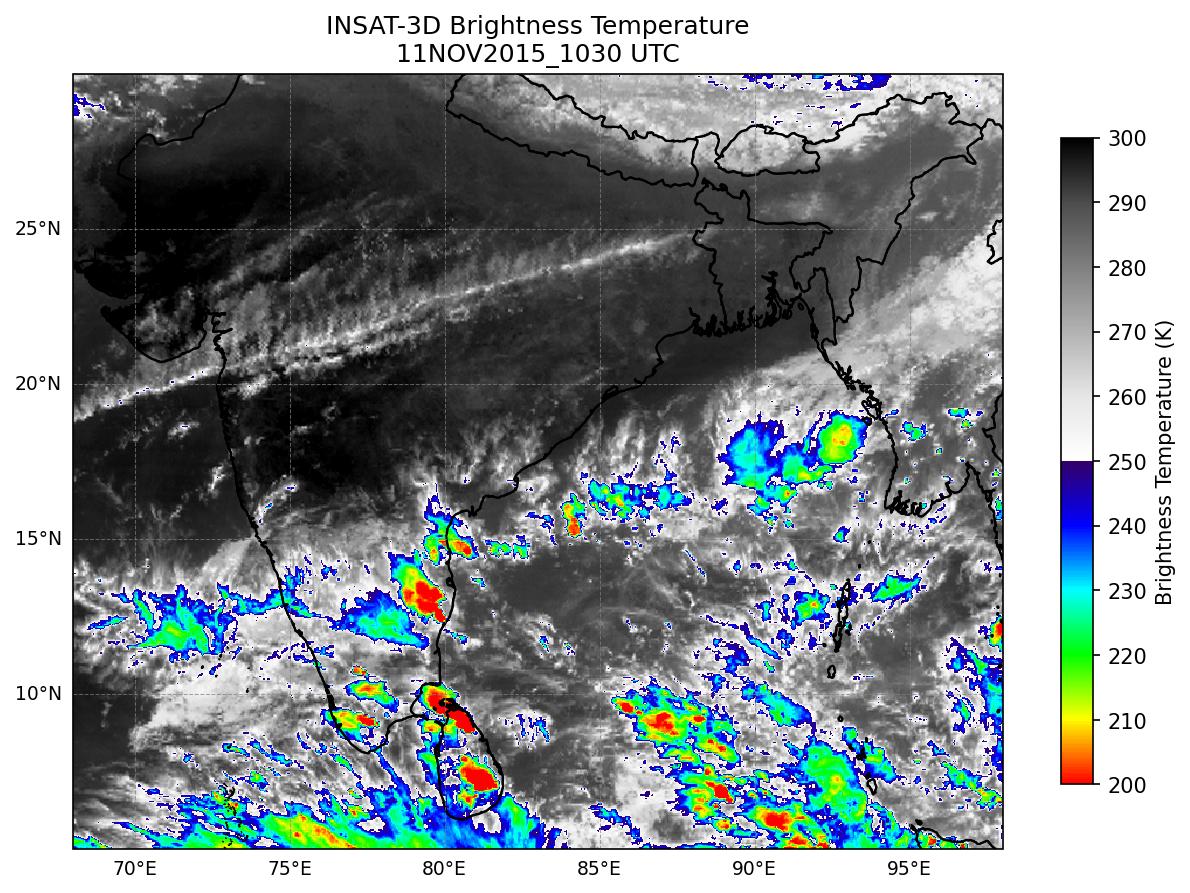 INSAT-3D Brightness Temperature
11NOV2015_1030 UTC
25°N
20°N
15°N
10°N
70°E
75°E
80°E
85°E
90°E
95°E
300
290
280
270
260
250
240
230
220
210
200
Brightness Temperature (K)